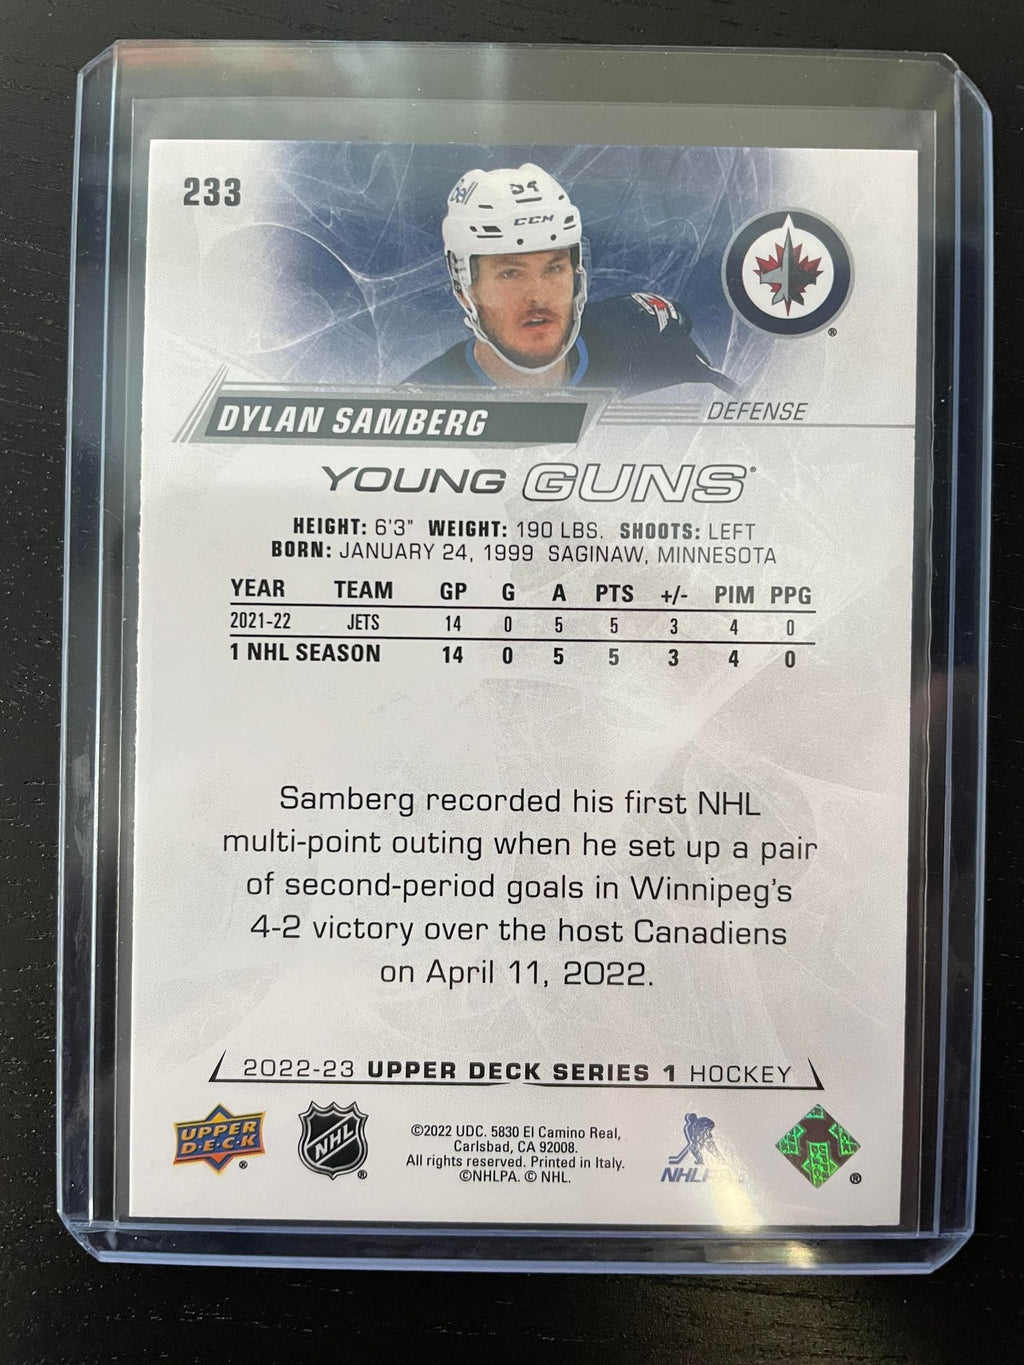 233
54
CCM
DYLAN SAMBERG
DEFENSE
YOUNG GUNS
HEIGHT: 6'3" WEIGHT: 190 LBS. SHOOTS: LEFT
BORN: JANUARY 24, 1999 SAGINAW, MINNESOTA
YEAR TEAM GP G A PTS +/- PIM PPG
2021-22 JETS 14 0 5 5 3 4 0
1 NHL SEASON 14 0 5 5 3 4 0
Samberg recorded his first NHL
multi-point outing when he set up a pair
of second-period goals in Winnipeg's
4-2 victory over the host Canadiens
on April 11, 2022.
2022-23 UPPER DECK SERIES 1 HOCKEY
UPPER
D·E·C·K
NHL
©2022 UDC. 5830 El Camino Real,
Carlsbad, CA 92008.
All rights reserved. Printed in Italy.
©NHLPA. © NHL.